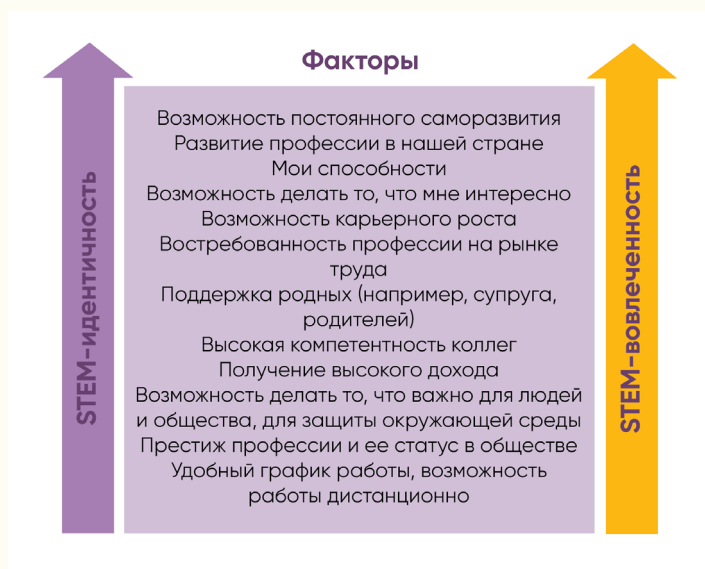 Факторы
STEM-идентичность
Возможность постоянного саморазвития
Развитие профессии в нашей стране
Мои способности
Возможность делать то, что мне интересно
Возможность карьерного роста
Востребованность профессии на рынке
труда
Поддержка родных (например, супруга,
родителей)
Высокая компетентность коллег
Получение высокого дохода
Возможность делать то, что важно для людей
и общества, для защиты окружающей среды
Престиж профессии и ее статус в обществе
Удобный график работы, возможность
работы дистанционно
STEM-вовлеченность